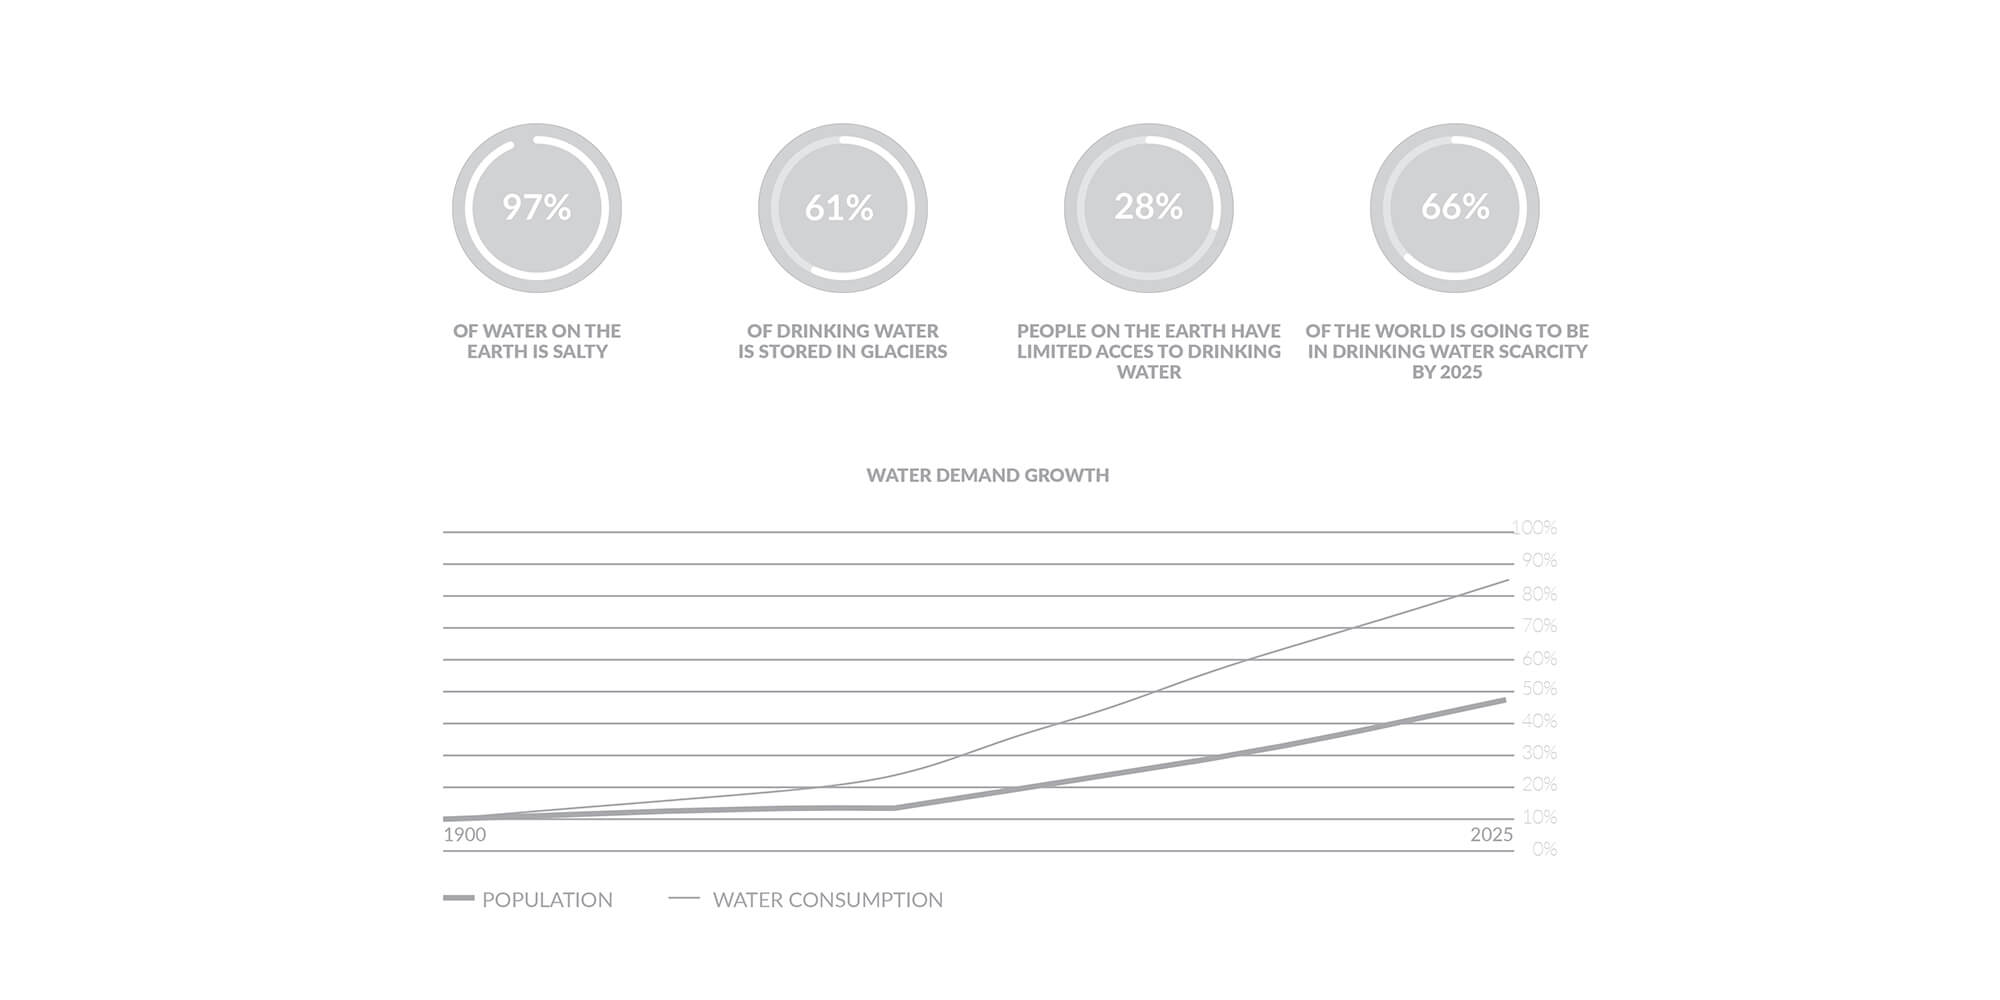 97%
61%
28%
66%
OF WATER ON THE
EARTH IS SALTY
OF DRINKING WATER
IS STORED IN GLACIERS
PEOPLE ON THE EARTH HAVE
LIMITED ACCES TO DRINKING
WATER
OF THE WORLD IS GOING TO BE
IN DRINKING WATER SCARCITY
BY 2025
WATER DEMAND GROWTH
100%
90%
80%
70%
60%
50%
40%
30%
20%
10%
0%
1900
2025
POPULATION
WATER CONSUMPTION